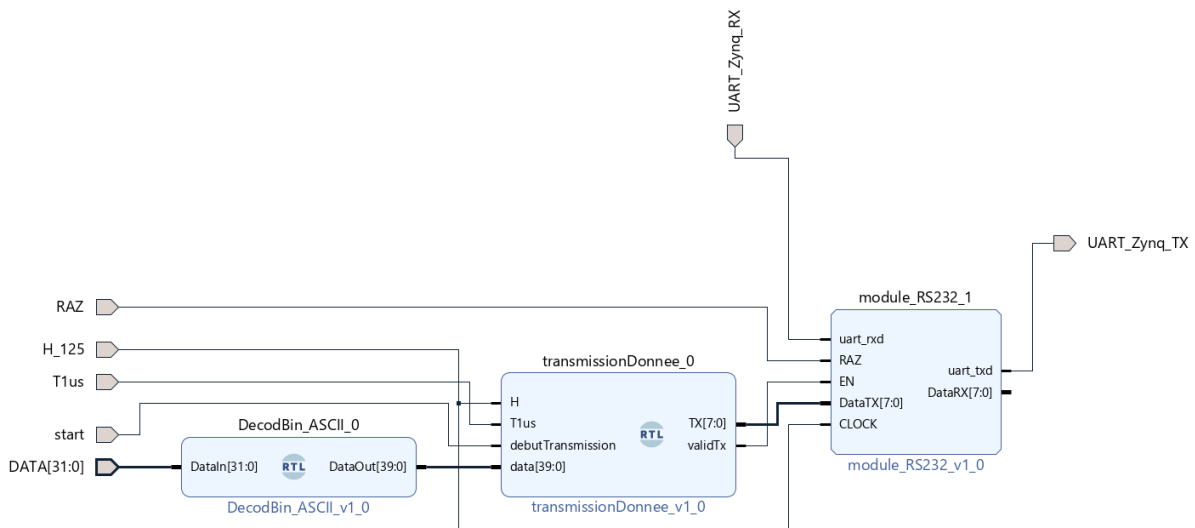 UART_Zynq_RX
UART_Zynq_TX
RAZ
H_125
T1us
start
DATA[31:0]
DecodBin_ASCII_0
DataIn[31:0]
RTL
DataOut[39:0]
DecodBin_ASCII_v1_0
transmissionDonnee_0
H
T1us
debutTransmission
data[39:0]
RTL
TX[7:0]
validTx
transmissionDonnee_v1_0
module_RS232_1
uart_rxd
RAZ
EN
DataTX[7:0]
CLOCK
uart_txd
DataRX[7:0]
module_RS232_v1_0